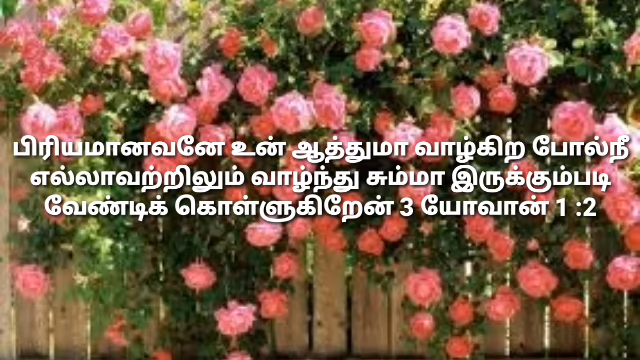 பிரியமானவனே உன் ஆத்துமா வாழ்கிற போல்நீ
எல்லாவற்றிலும் வாழ்ந்து சும்மா இருக்கும்படி
வேண்டிக் கொள்ளுகிறேன் 3 யோவான் 1 :2